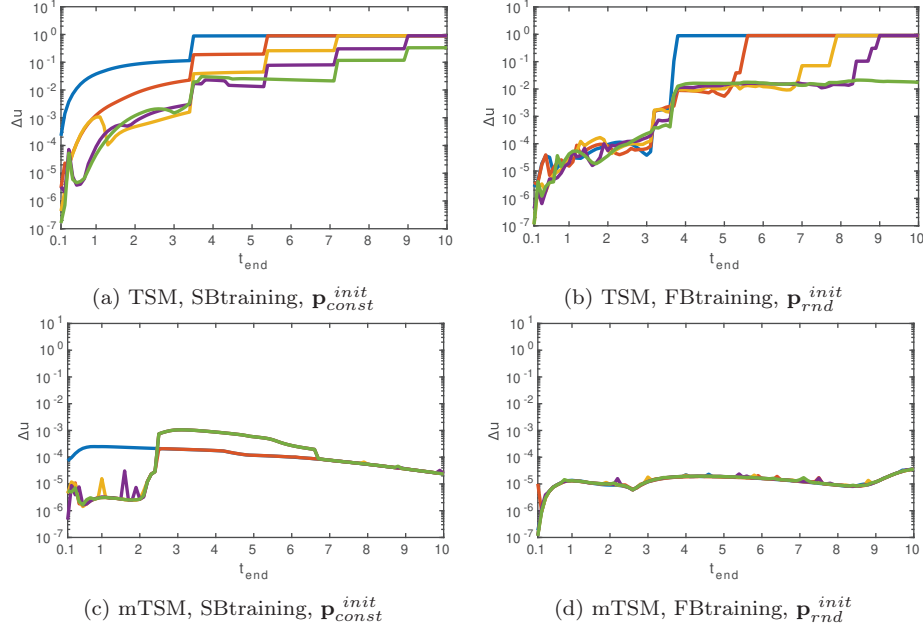 10^1
10^0
10^-1
10^-2
Δu
10^-3
10^-4
10^-5
10^-6
10^-7
0.1 1 2 3 4 5 6 7 8 9 10
t_end
(a) TSM, SBtraining, p_const^init
10^1
10^0
10^-1
10^-2
Δu
10^-3
10^-4
10^-5
10^-6
10^-7
0.1 1 2 3 4 5 6 7 8 9 10
t_end
(b) TSM, FBtraining, p_rnd^init
10^1
10^0
10^-1
10^-2
Δu
10^-3
10^-4
10^-5
10^-6
10^-7
0.1 1 2 3 4 5 6 7 8 9 10
t_end
(c) mTSM, SBtraining, p_const^init
10^1
10^0
10^-1
10^-2
Δu
10^-3
10^-4
10^-5
10^-6
10^-7
0.1 1 2 3 4 5 6 7 8 9 10
t_end
(d) mTSM, FBtraining, p_rnd^init